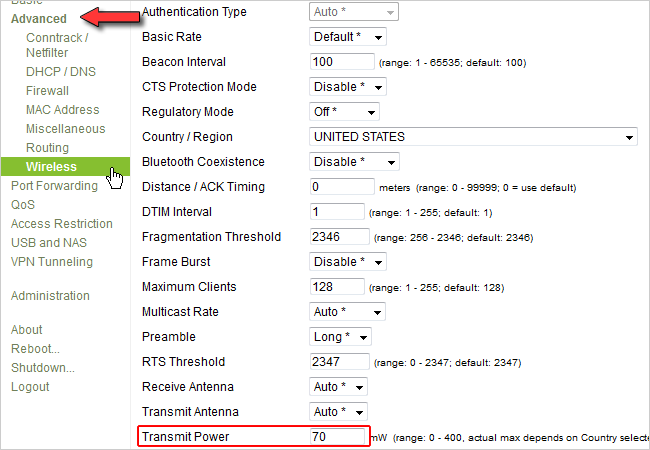 Advanced
Conntrack /
Netfilter
DHCP / DNS
Firewall
MAC Address
Miscellaneous
Routing
Wireless
Port Forwarding
QoS
Access Restriction
USB and NAS
VPN Tunneling
Administration
About
Reboot...
Shutdown...
Logout
Authentication Type Auto *
Basic Rate Default *
Beacon Interval 100 (range: 1 - 65535; default: 100)
CTS Protection Mode Disable *
Regulatory Mode Off *
Country / Region UNITED STATES
Bluetooth Coexistence Disable *
Distance / ACK Timing 0 meters (range: 0 - 99999; 0 = use default)
DTIM Interval 1 (range: 1 - 255; default: 1)
Fragmentation Threshold 2346 (range: 256 - 2346; default: 2346)
Frame Burst Disable *
Maximum Clients 128 (range: 1 - 255; default: 128)
Multicast Rate Auto *
Preamble Long *
RTS Threshold 2347 (range: 0 - 2347; default: 2347)
Receive Antenna Auto *
Transmit Antenna Auto *
Transmit Power 70 mW (range: 0 - 400, actual max depends on Country selecte